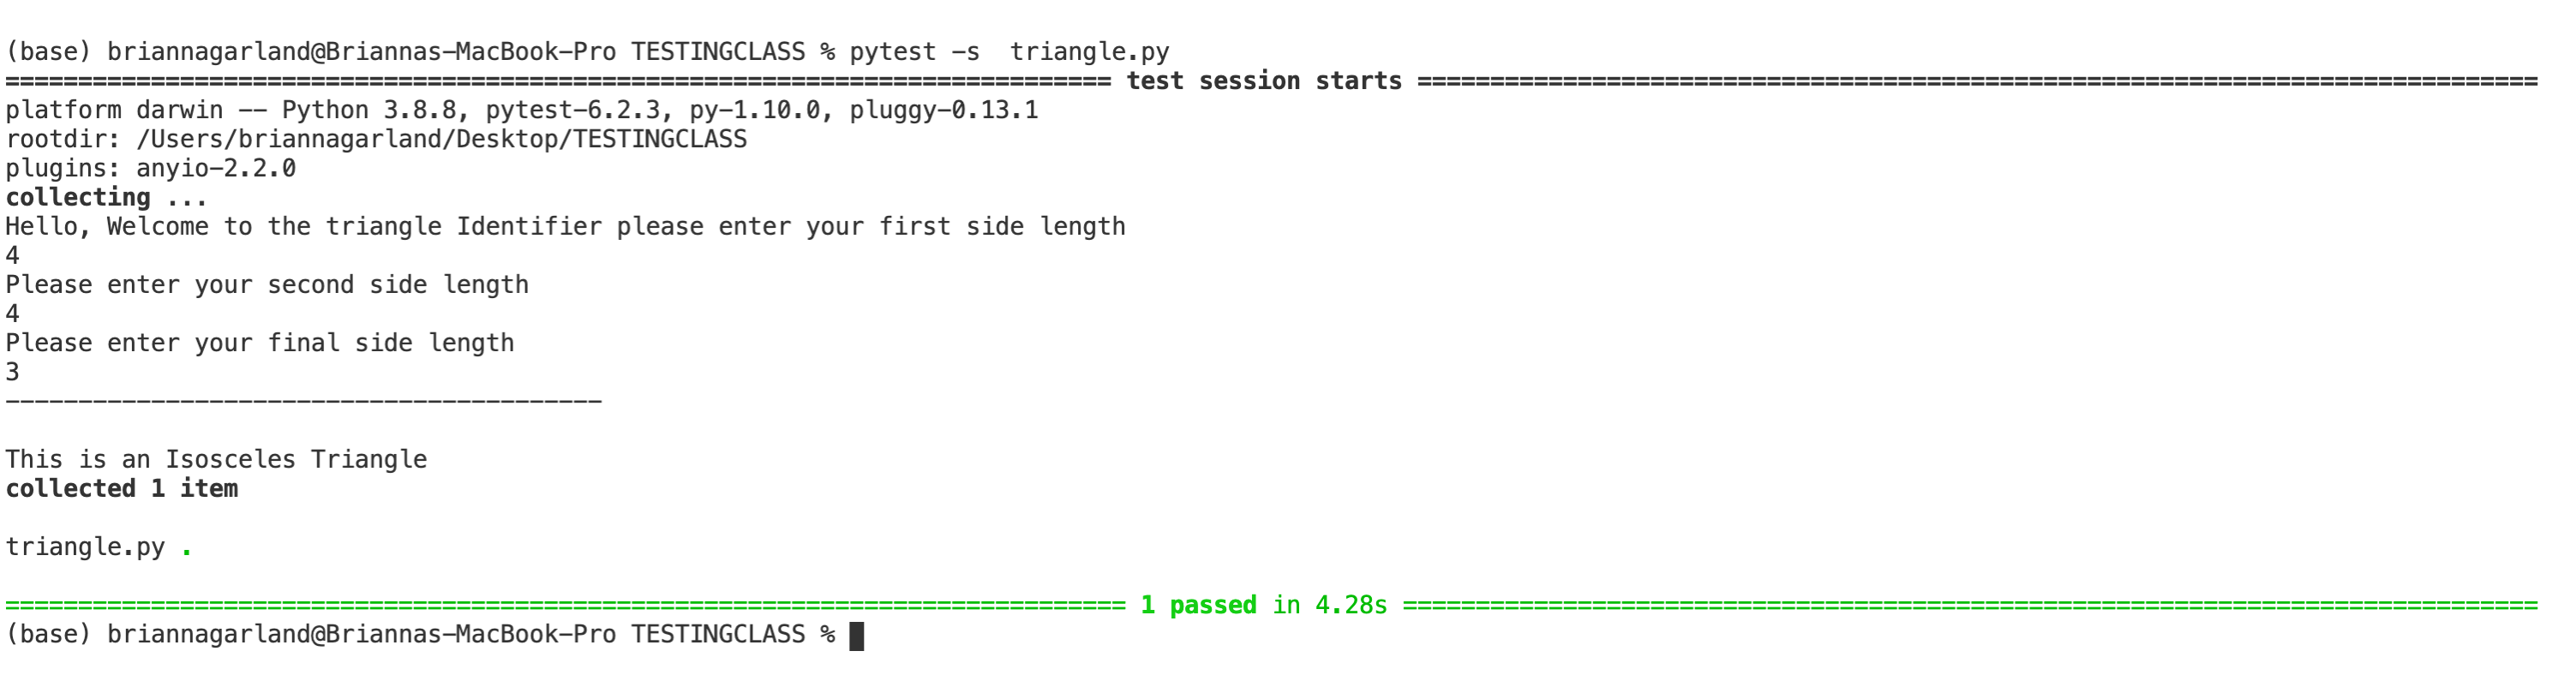 (base) briannagarland@Briannas-MacBook-Pro TESTINGCLASS % pytest -s  triangle.py
============================================================================ test session starts =============================================================================
platform darwin -- Python 3.8.8, pytest-6.2.3, py-1.10.0, pluggy-0.13.1
rootdir: /Users/briannagarland/Desktop/TESTINGCLASS
plugins: anyio-2.2.0
collecting ...
Hello, Welcome to the triangle Identifier please enter your first side length
4
Please enter your second side length
4
Please enter your final side length
3
-----------------------------------------
This is an Isosceles Triangle
collected 1 item
triangle.py .
============================================================================= 1 passed in 4.28s ==============================================================================
(base) briannagarland@Briannas-MacBook-Pro TESTINGCLASS %